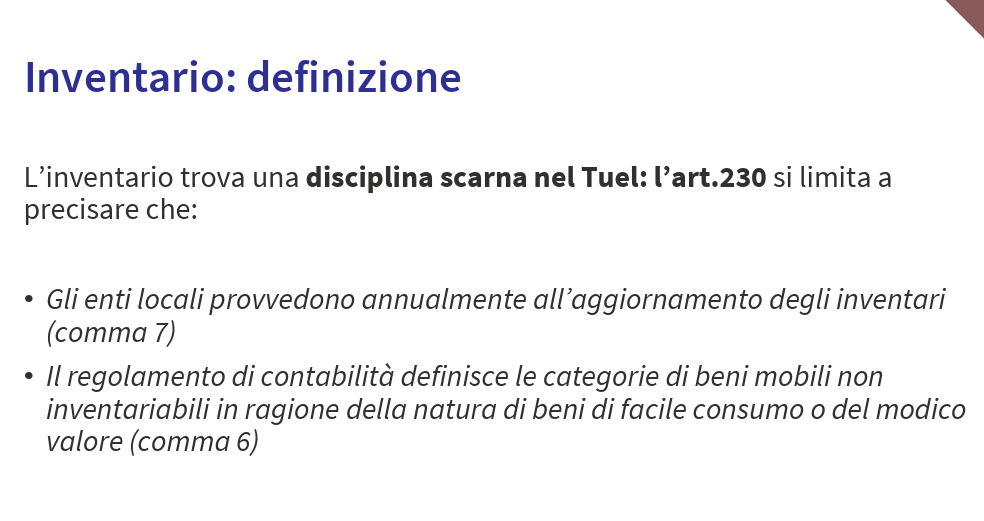 Inventario: definizione
L’inventario trova una disciplina scarna nel Tuel: l’art.230 si limita a
precisare che:
• Gli enti locali provvedono annualmente all’aggiornamento degli inventari
(comma 7)
• Il regolamento di contabilità definisce le categorie di beni mobili non
inventariabili in ragione della natura di beni di facile consumo o del modico
valore (comma 6)